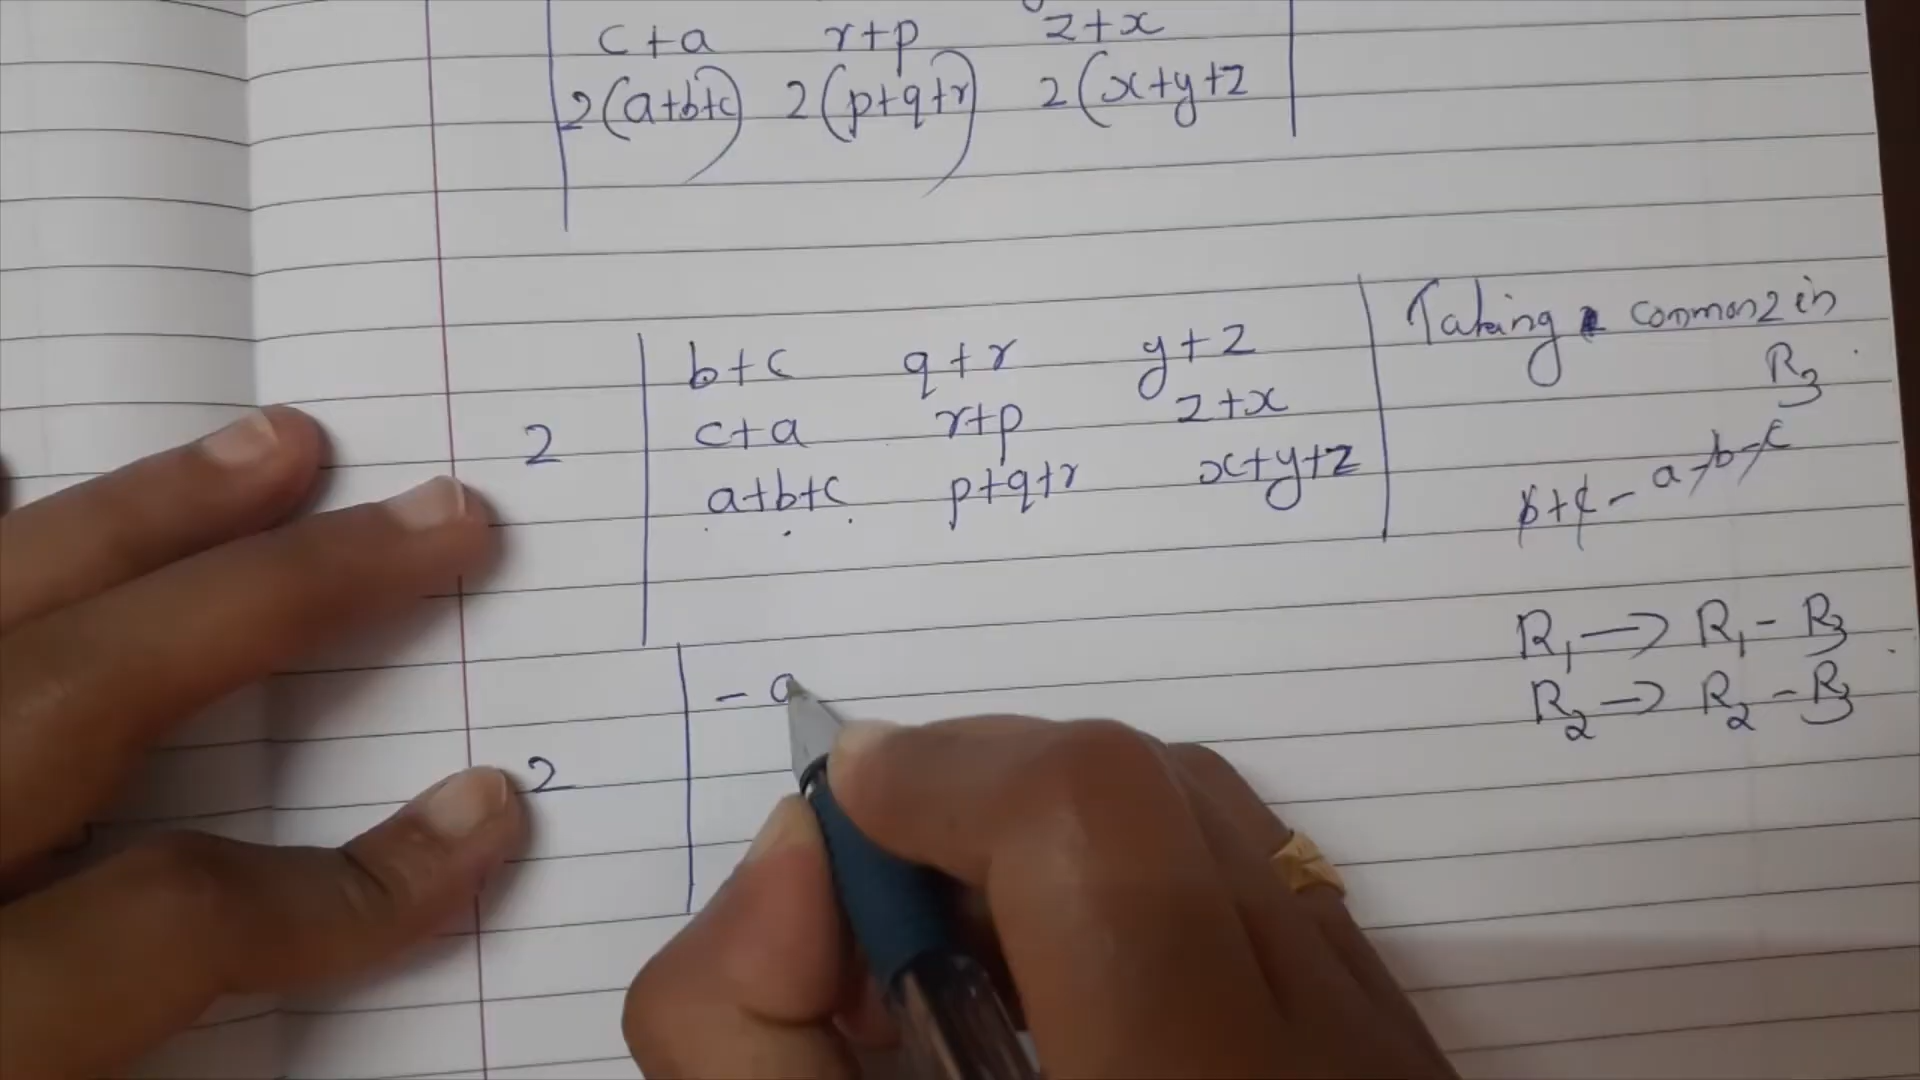 c+a r+p z+x
2(a+b+c) 2(p+q+r) 2(x+y+z
b+c q+r y+z Taking common 2 in
R3
2 c+a r+p z+x
a+b+c p+q+r x+y+z
b+c - a-b-c
R1 → R1 - R3
R2 → R2 - R3
- a
2